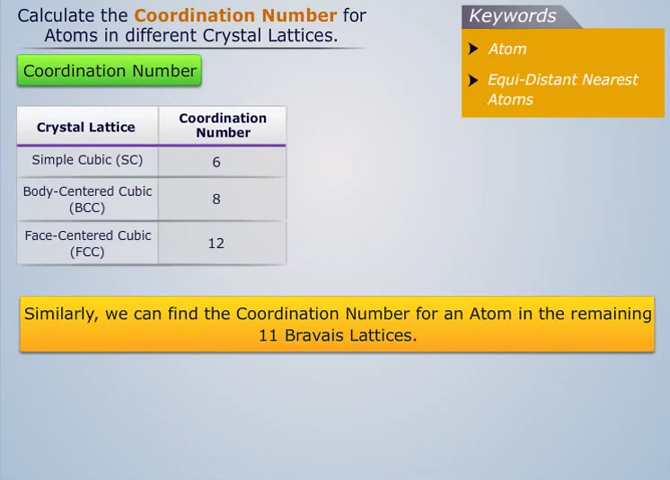 Calculate the Coordination Number for
Atoms in different Crystal Lattices.
Keywords
Atom
Equi-Distant Nearest
Atoms
Coordination Number
Crystal Lattice
Coordination
Number
Simple Cubic (SC)
6
Body-Centered Cubic
(BCC)
8
Face-Centered Cubic
(FCC)
12
Similarly, we can find the Coordination Number for an Atom in the remaining
11 Bravais Lattices.